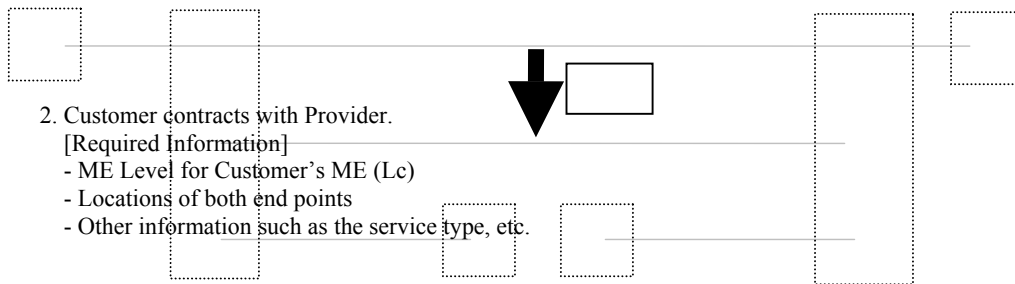 2. Customer contracts with Provider.
[Required Information]
- ME Level for Customer's ME (Lc)
- Locations of both end points
- Other information such as the service type, etc.